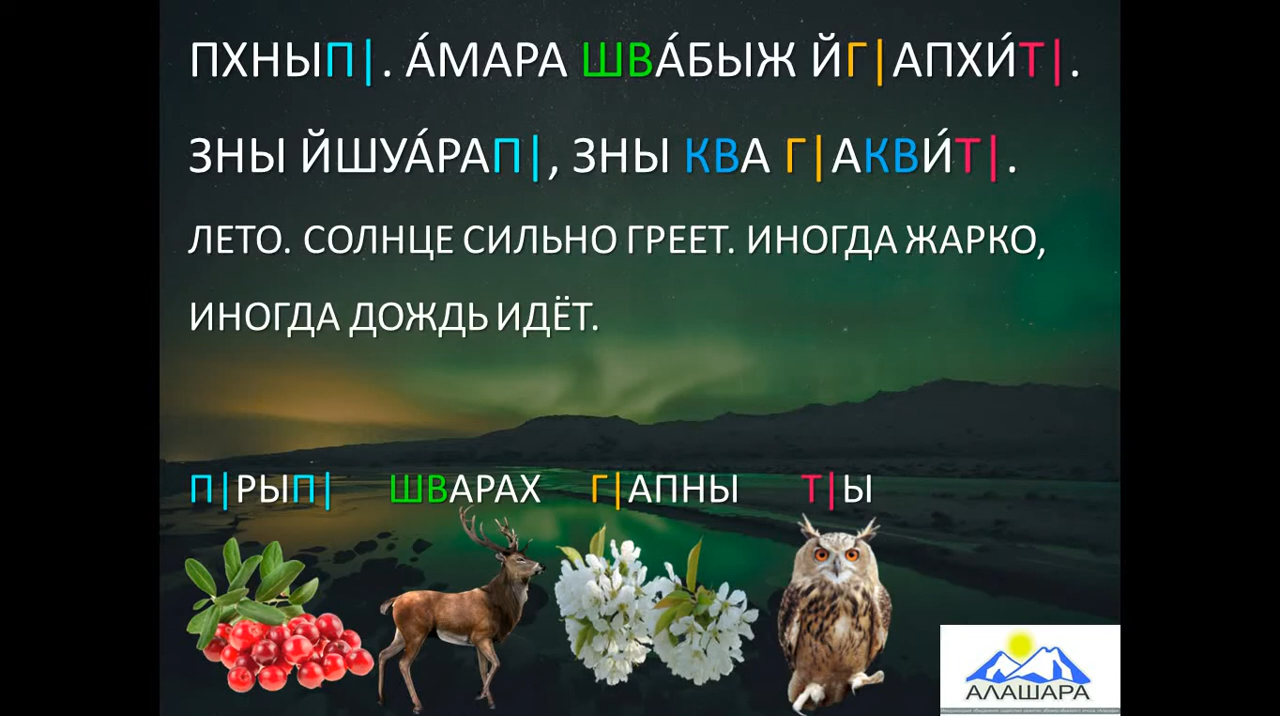 ПХНЫП|. А́МАРА ШВА́БЫЖ ЙГ|АПХИ́Т|.
ЗНЫ ЙШУА́РАП|, ЗНЫ КВА Г|АКВИ́Т|.
ЛЕТО. СОЛНЦЕ СИЛЬНО ГРЕЕТ. ИНОГДА ЖАРКО,
ИНОГДА ДОЖДЬ ИДЁТ.
П|РЫП| ШВАРАХ Г|АПНЫ Т|Ы
АЛАШАРА